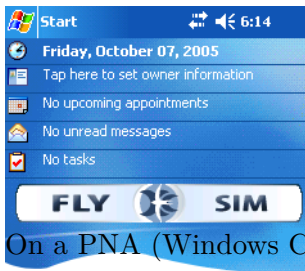 Start 6:14
Friday, October 07, 2005
Tap here to set owner information
No upcoming appointments
No unread messages
No tasks
FLY SIM
On a PNA (Windows C